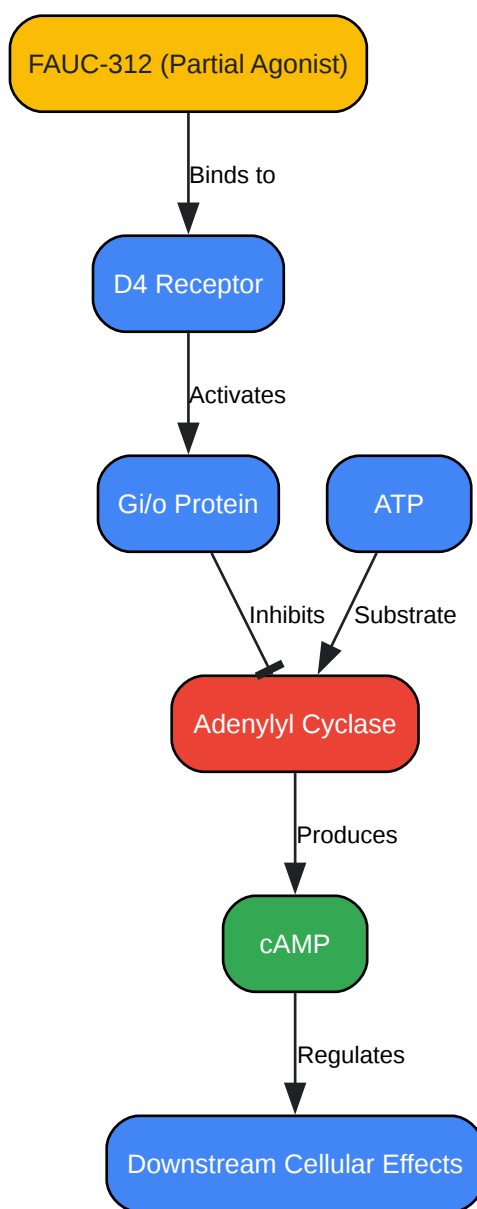 FAUC-312 (Partial Agonist)
Binds to
D4 Receptor
Activates
Gi/o Protein
ATP
Inhibits
Substrate
Adenylyl Cyclase
Produces
cAMP
Regulates
Downstream Cellular Effects